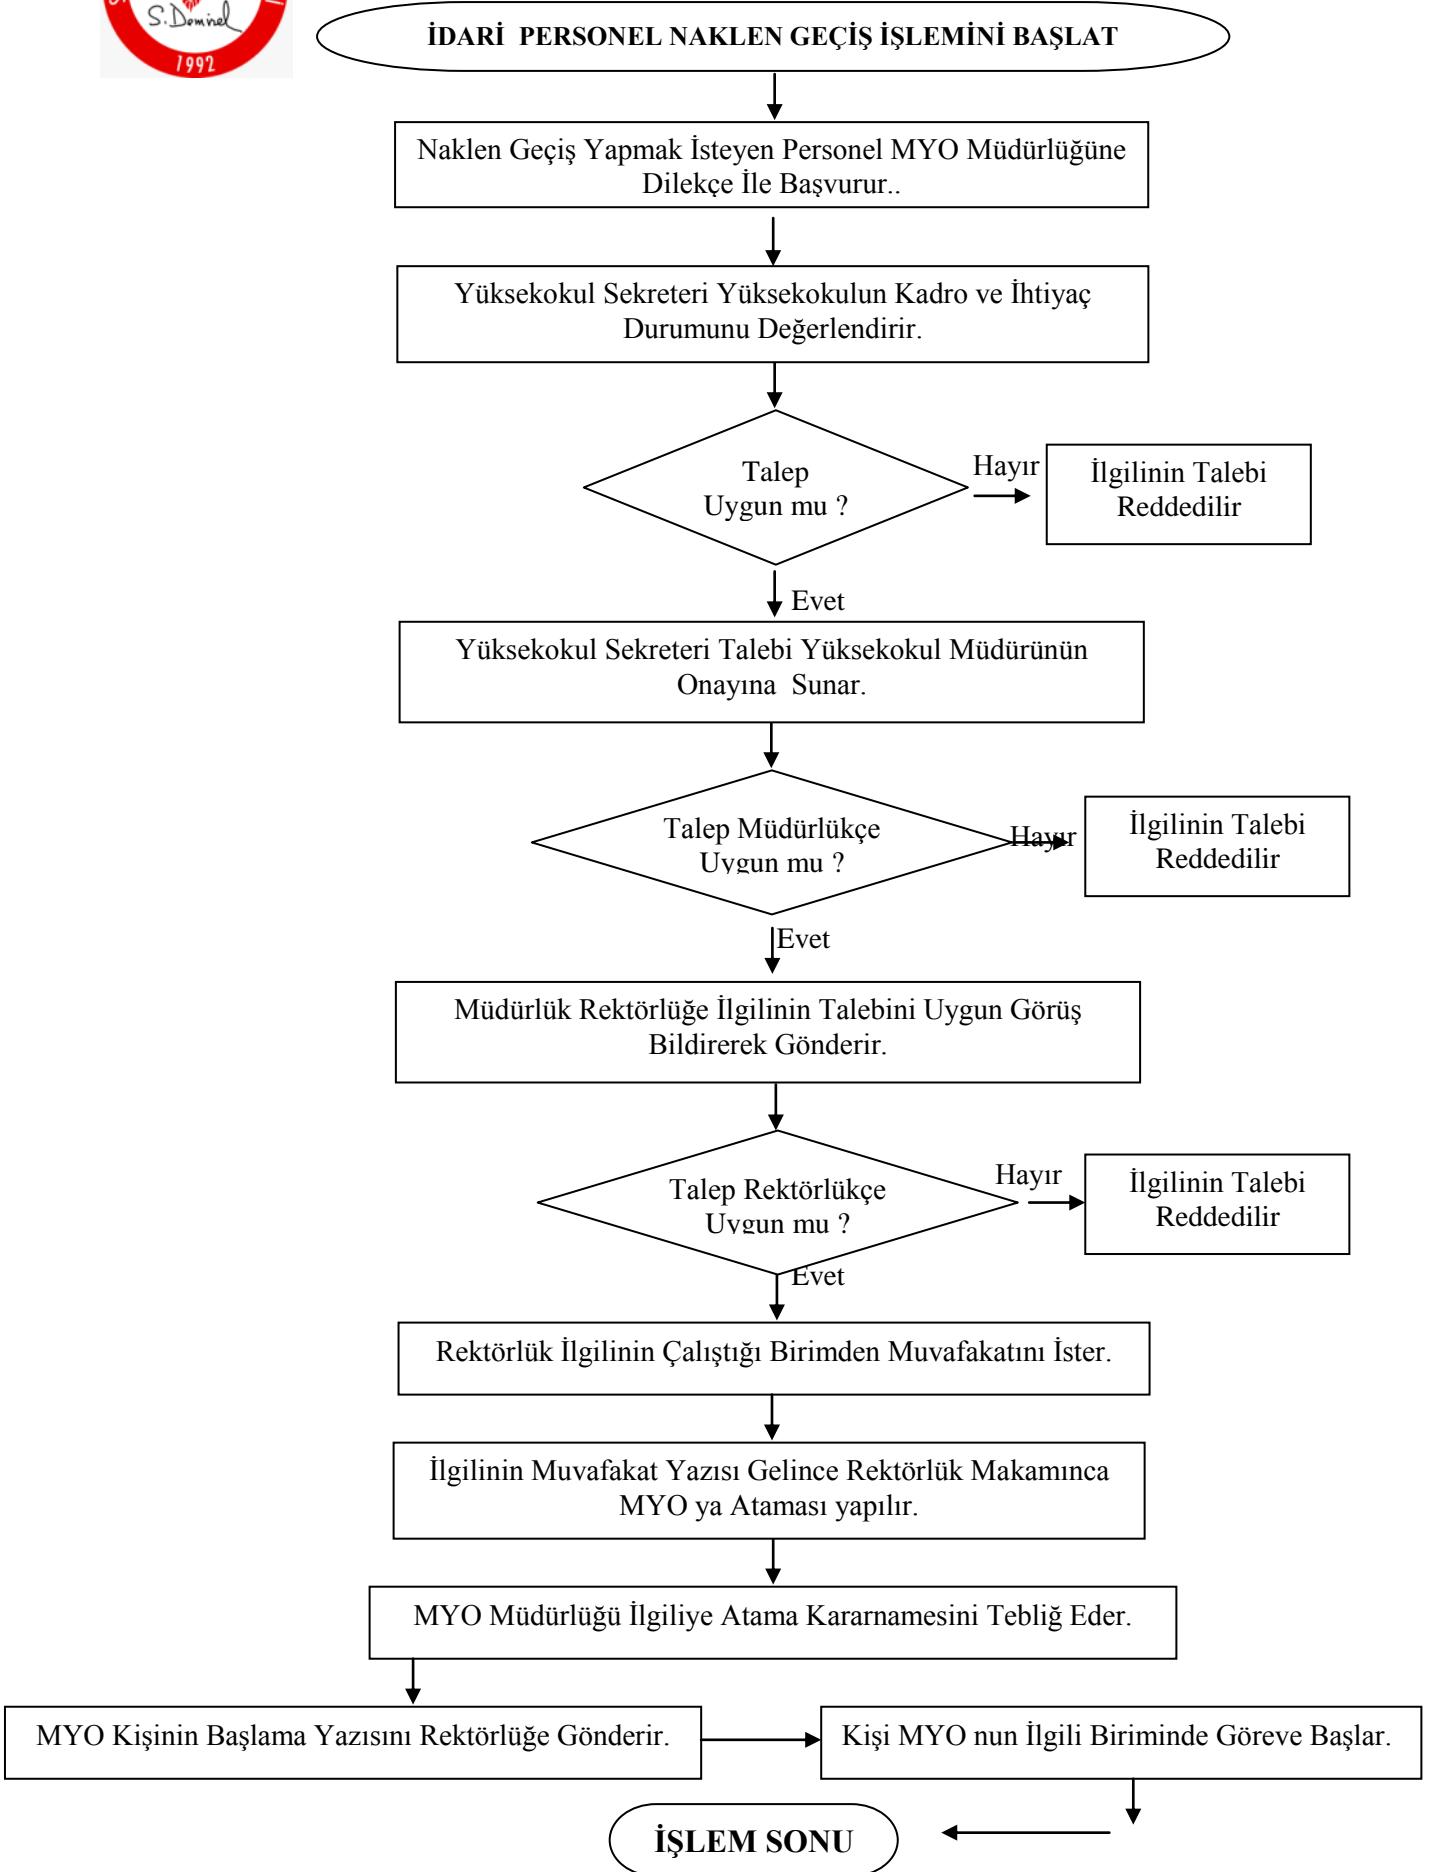 S.Demirel
1992
İDARİ PERSONEL NAKLEN GEÇİŞ İŞLEMİNİ BAŞLAT
Naklen Geçiş Yapmak İsteyen Personel MYO Müdürlüğüne
Dilekçe İle Başvurur..
Yüksekokul Sekreteri Yüksekokulun Kadro ve İhtiyaç
Durumunu Değerlendirir.
Talep
Uygun mu ?
Hayır
İlgilinin Talebi
Reddedilir
Evet
Yüksekokul Sekreteri Talebi Yüksekokul Müdürünün
Onayına Sunar.
Talep Müdürlükçe
Uygun mu ?
Hayır
İlgilinin Talebi
Reddedilir
Evet
Müdürlük Rektörlüğe İlgilinin Talebini Uygun Görüş
Bildirerek Gönderir.
Talep Rektörlükçe
Uygun mu ?
Hayır
İlgilinin Talebi
Reddedilir
Evet
Rektörlük İlgilinin Çalıştığı Birimden Muvafakatını İster.
İlgilinin Muvafakat Yazısı Gelince Rektörlük Makamınca
MYO ya Ataması yapılır.
MYO Müdürlüğü İlgiliye Atama Kararnamesini Tebliğ Eder.
MYO Kişinin Başlama Yazısını Rektörlüğe Gönderir.
Kişi MYO nun İlgili Biriminde Göreve Başlar.
İŞLEM SONU